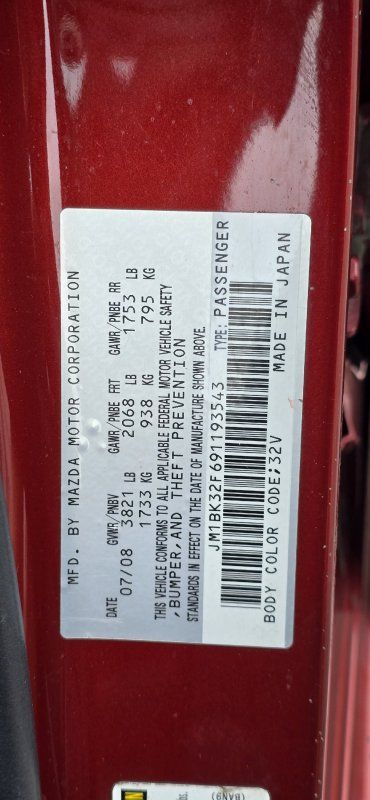 MFD. BY MAZDA MOTOR CORPORATION
DATE GVWR/PNBV GAWR/PNBE FRT GAWR/PNBE RR
07/08 3821 LB 2068 LB 1753 LB
1733 KG 938 KG 795 KG
THIS VEHICLE CONFORMS TO ALL APPLICABLE FEDERAL MOTOR VEHICLE SAFETY
,BUMPER,AND THEFT PREVENTION
STANDARDS IN EFFECT ON THE DATE OF MANUFACTURE SHOWN ABOVE.
JM1BK32F691193543 TYPE: PASSENGER
BODY COLOR CODE;32V MADE IN JAPAN